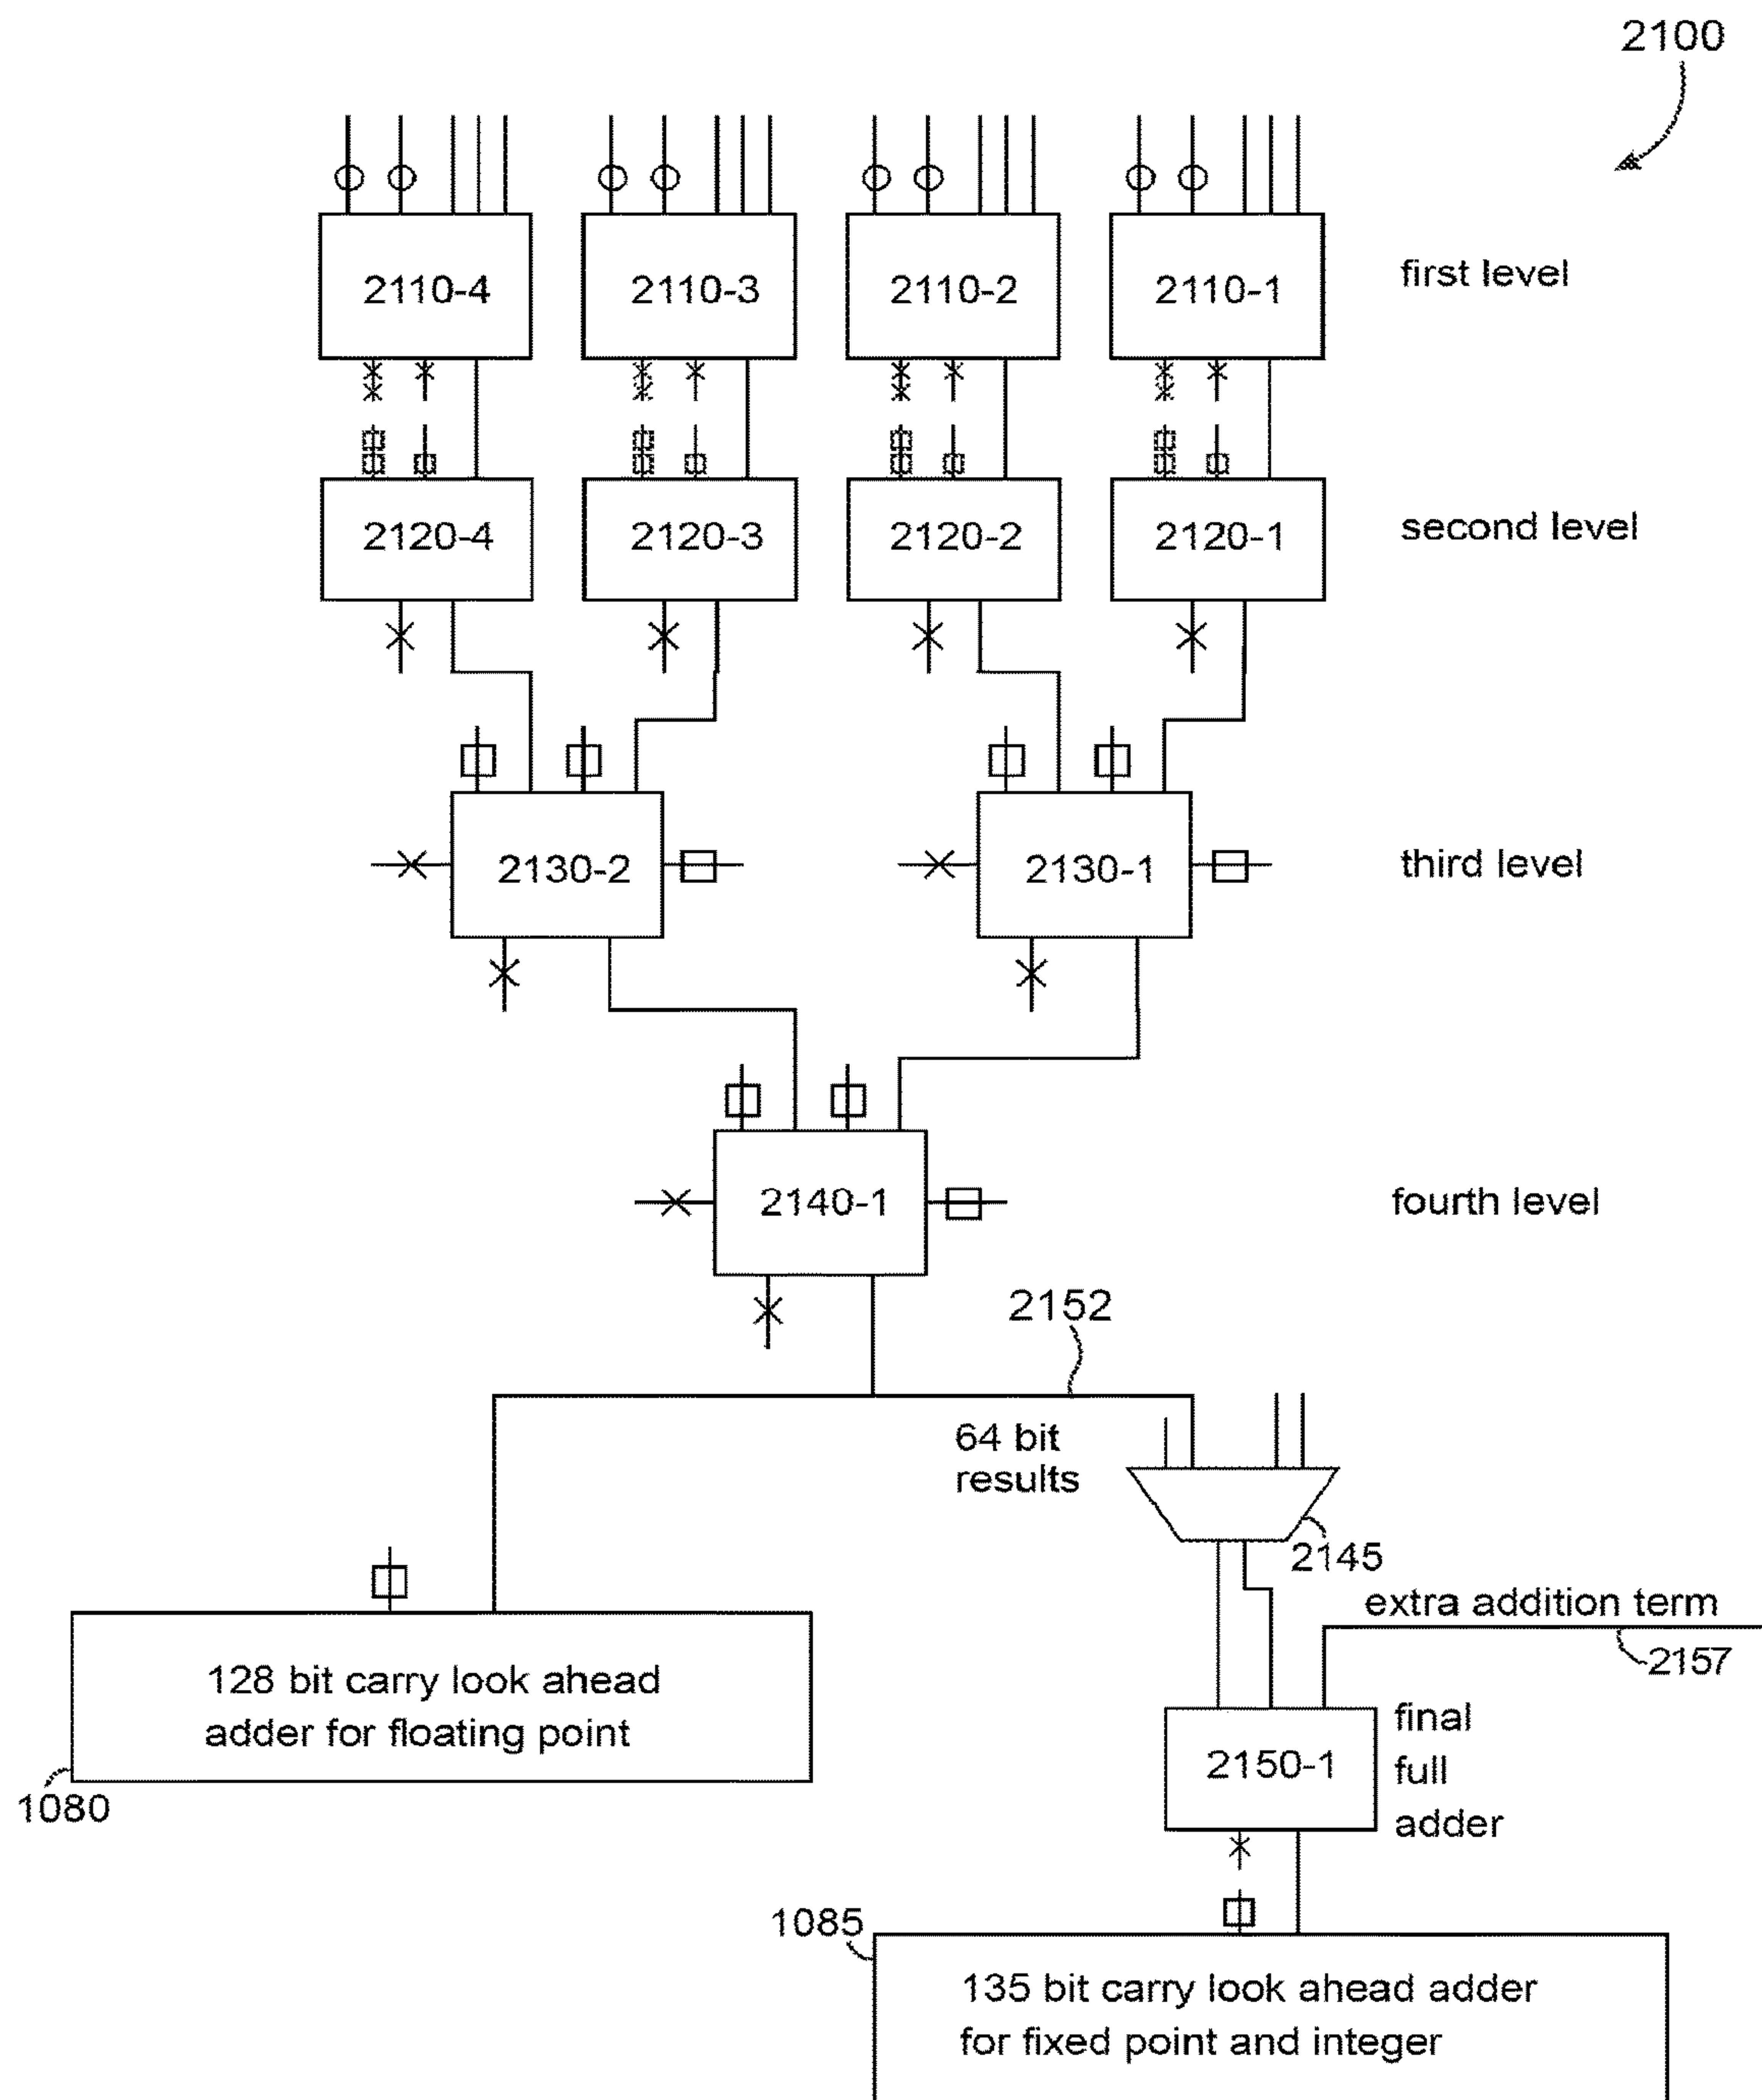 2100
2110-4
2110-3
2110-2
2110-1
first level
2120-4
2120-3
2120-2
2120-1
second level
2130-2
2130-1
third level
2140-1
fourth level
2152
64 bit
results
2145
extra addition term
2157
128 bit carry look ahead
adder for floating point
1080
2150-1
final
full
adder
1085
135 bit carry look ahead adder
for fixed point and integer